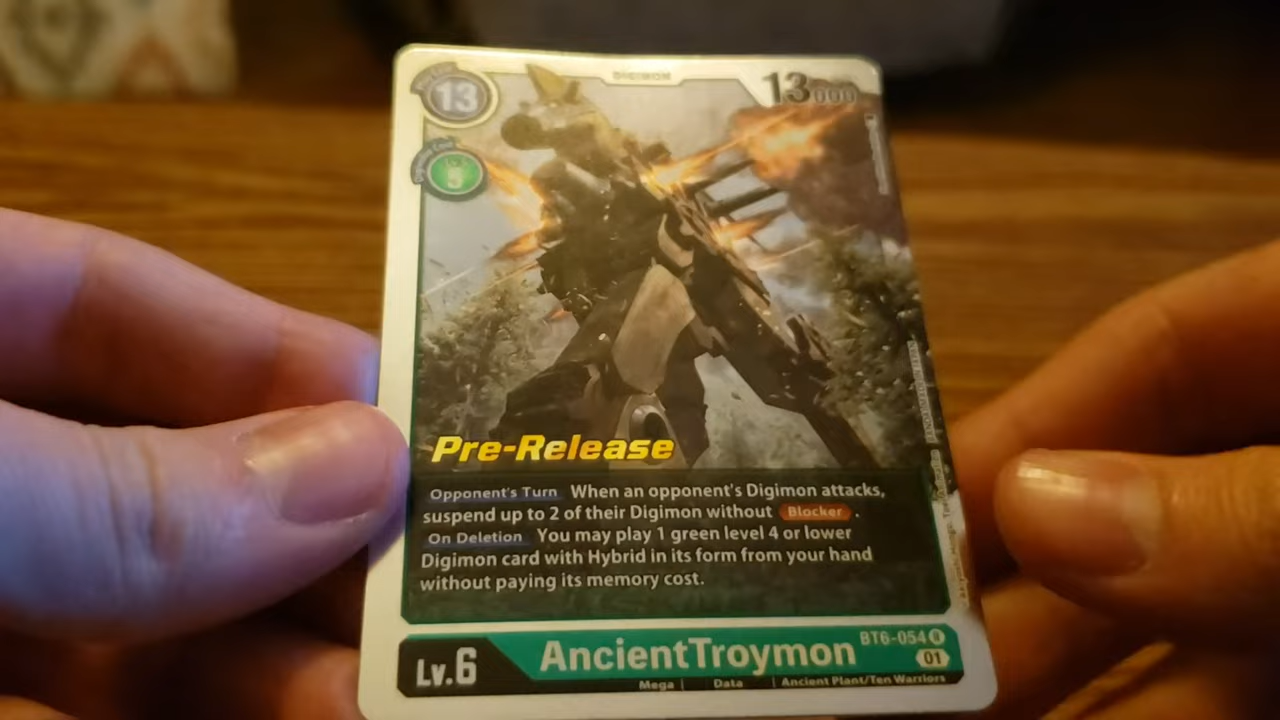 DIGIMON
13
13000
Pre-Release
Opponent's Turn When an opponent's Digimon attacks,
suspend up to 2 of their Digimon without Blocker.
On Deletion You may play 1 green level 4 or lower
Digimon card with Hybrid in its form from your hand
without paying its memory cost.
BT6-054 R
Lv.6 AncientTroymon 01
Mega | Data | Ancient Plant/Ten Warriors